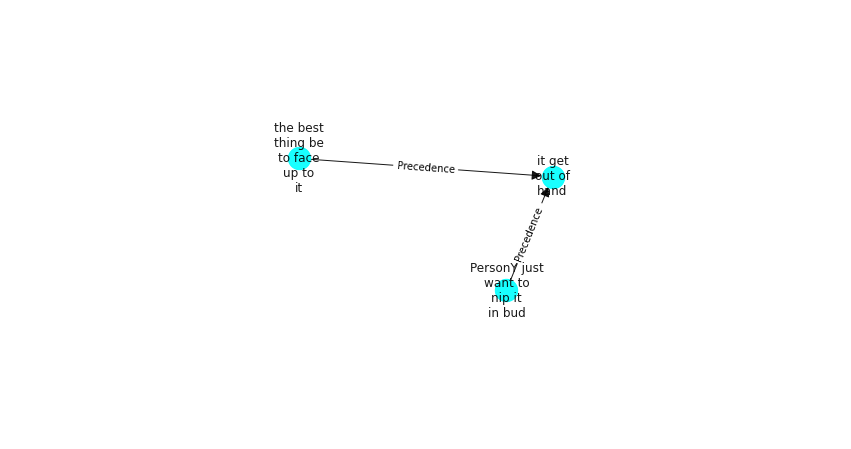 the best
thing be
to face
up to
it
Precedence
it get
out of
hand
Precedence
PersonY just
want to
nip it
in bud